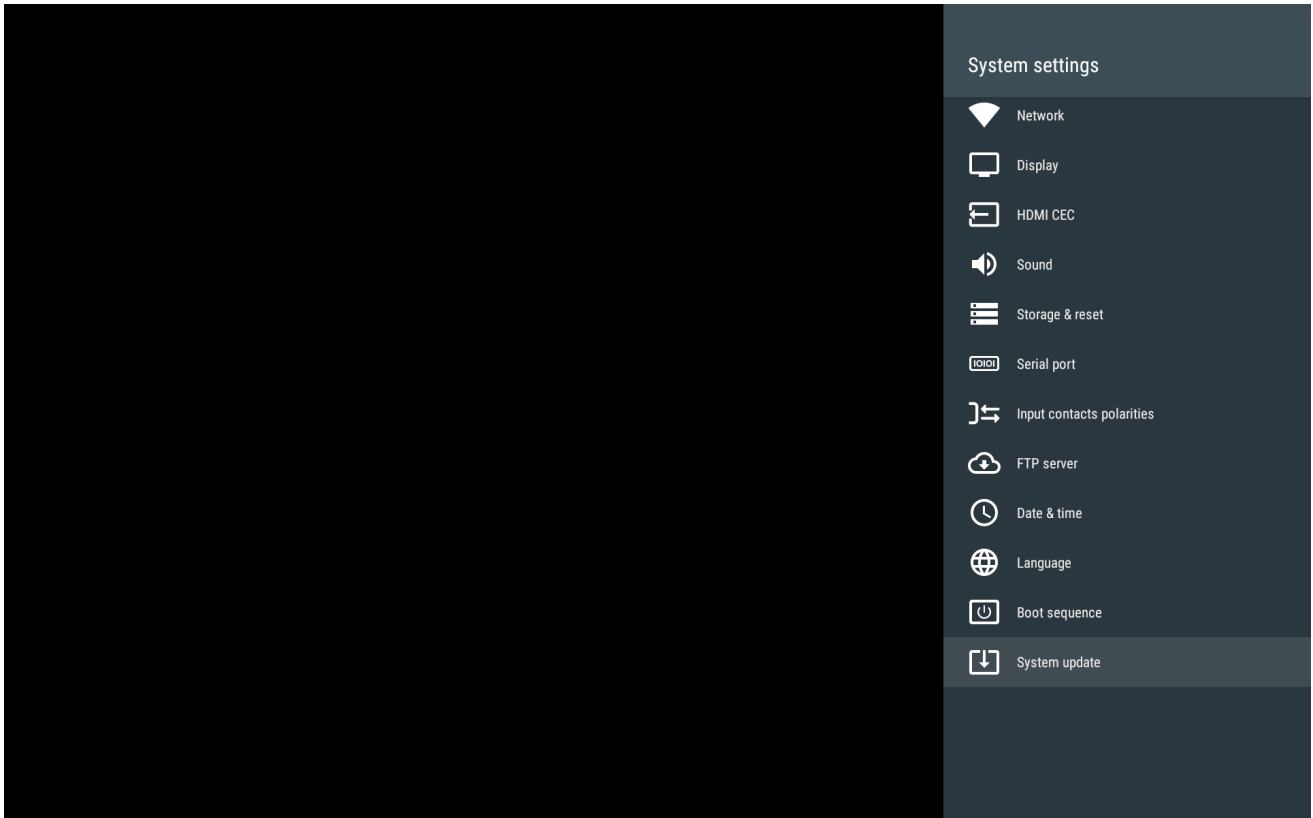 System settings
Network
Display
HDMI CEC
Sound
Storage & reset
IOIOI Serial port
Input contacts polarities
FTP server
Date & time
Language
Boot sequence
System update